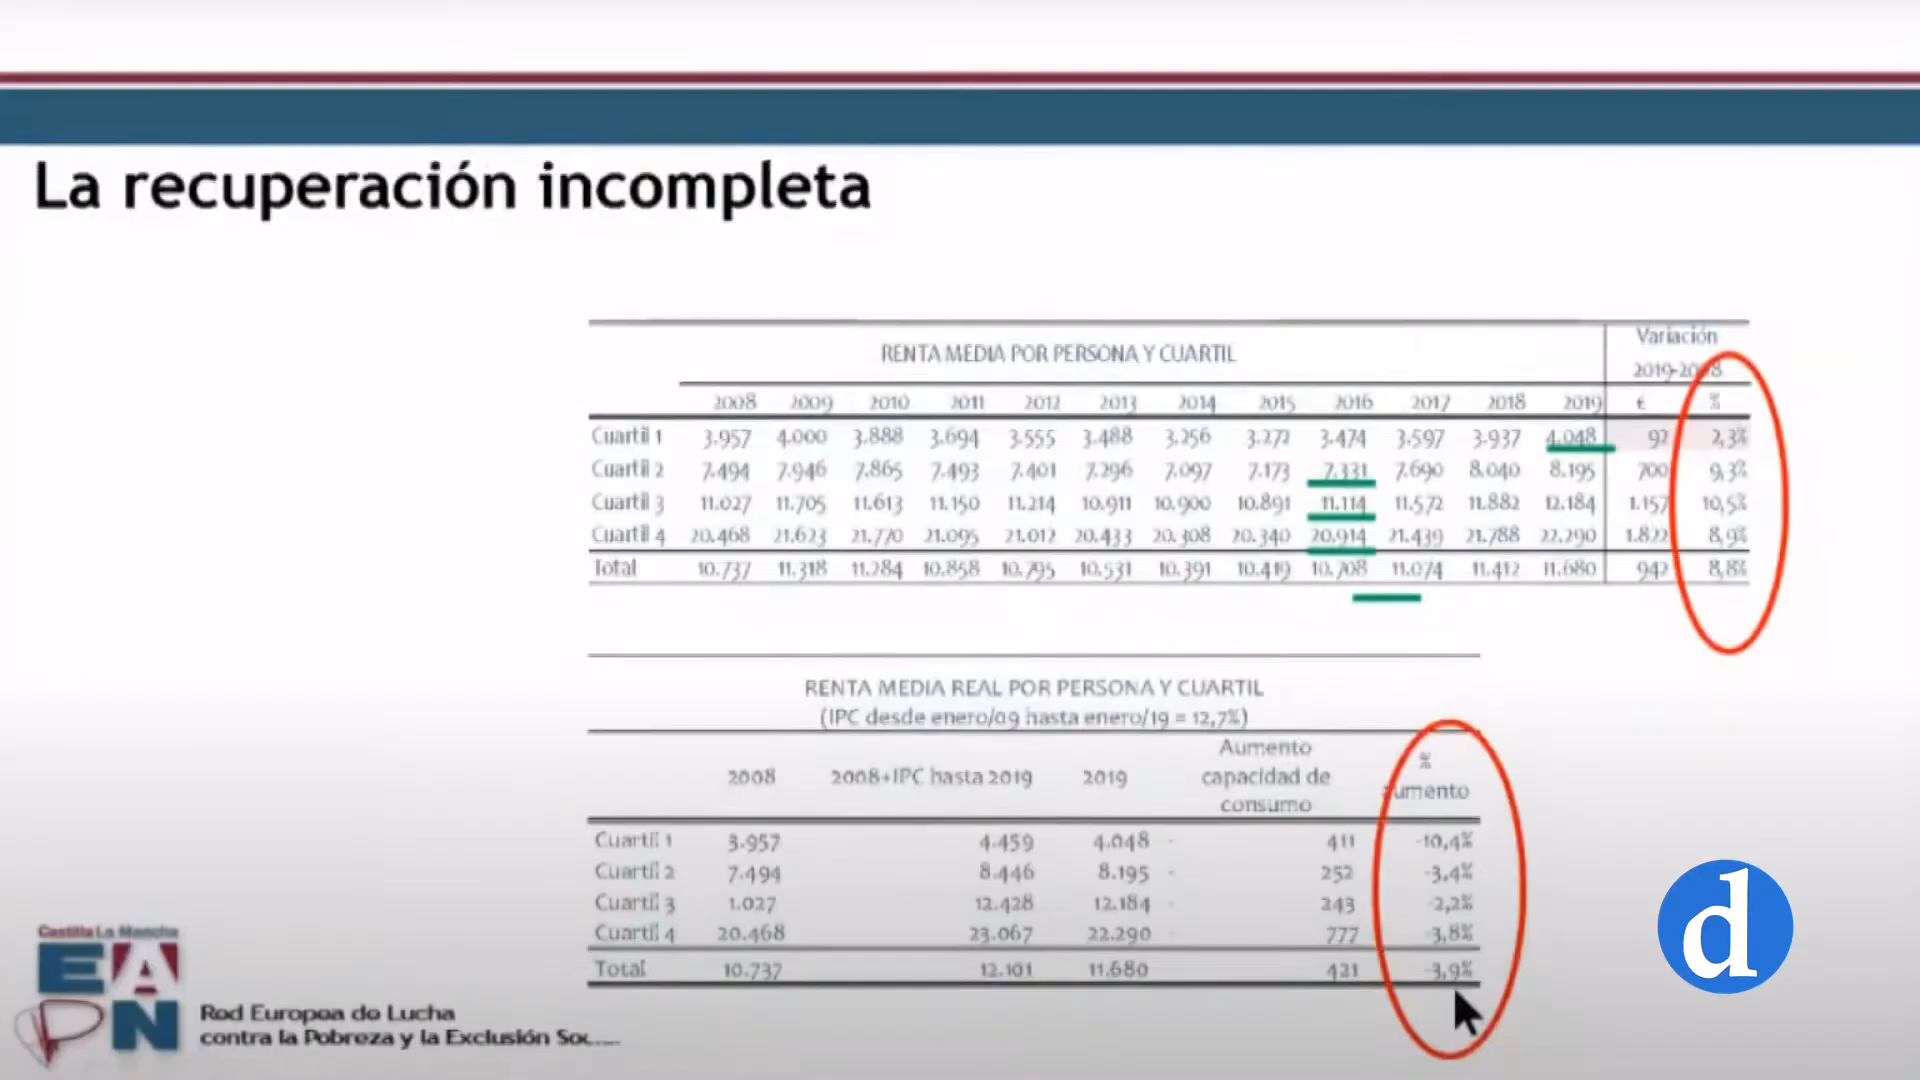 La recuperación incompleta
RENTA MEDIA POR PERSONA Y CUARTIL Variación
2019-2008
2008 2009 2010 2011 2012 2013 2014 2015 2016 2017 2018 2019 € %
Cuartil 1 3.957 4.000 3.888 3.694 3.555 3.488 3.256 3.272 3.474 3.597 3.937 4.048 92 2,3%
Cuartil 2 7.494 7.946 7.865 7.493 7.401 7.296 7.097 7.173 7.331 7.690 8.040 8.195 700 9,3%
Cuartil 3 11.027 11.705 11.613 11.150 11.214 10.911 10.900 10.891 11.114 11.572 11.882 12.184 1.157 10,5%
Cuartil 4 20.468 21.623 21.770 21.095 21.012 20.433 20.308 20.340 20.914 21.439 21.788 22.290 1.822 8,9%
Total 10.737 11.318 11.284 10.858 10.795 10.531 10.391 10.419 10.708 11.074 11.412 11.680 942 8,8%
RENTA MEDIA REAL POR PERSONA Y CUARTIL
(IPC desde enero/09 hasta enero/19 = 12,7%)
2008 2008+IPC hasta 2019 2019 Aumento capacidad de consumo % aumento
Cuartil 1 3.957 4.459 4.048 - 411 -10,4%
Cuartil 2 7.494 8.446 8.195 - 252 -3,4%
Cuartil 3 1.027 12.428 12.184 - 243 -2,2%
Cuartil 4 20.468 23.067 22.290 - 777 -3,8%
Total 10.737 12.101 11.680 421 -3,9%
Castilla La Mancha
EAPN
Red Europea de Lucha
contra la Pobreza y la Exclusión Soc.....
d